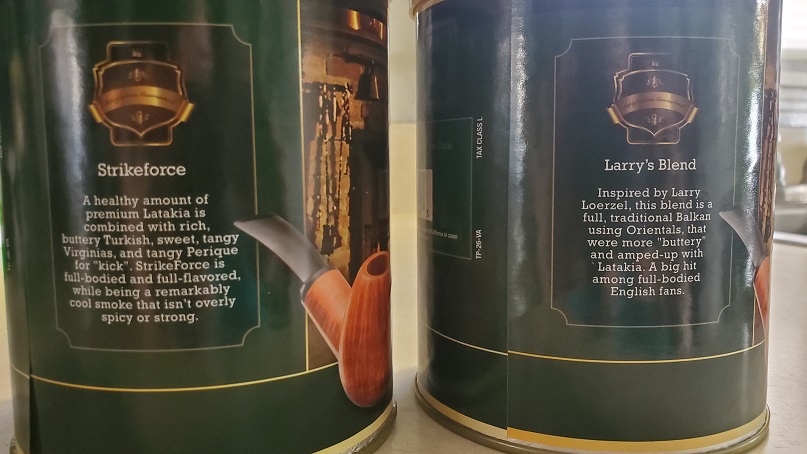 Strikeforce
A healthy amount of
premium Latakia is
combined with rich,
buttery Turkish, sweet, tangy
Virginias, and tangy Perique
for "kick". StrikeForce is
full-bodied and full-flavored,
while being a remarkably
cool smoke that isn't overly
spicy or strong.
TAX CLASS L
TP-26-VA
Larry's Blend
Inspired by Larry
Loerzel, this blend is a
full, traditional Balkan
using Orientals, that
were more "buttery"
and amped-up with
Latakia. A big hit
among full-bodied
English fans.